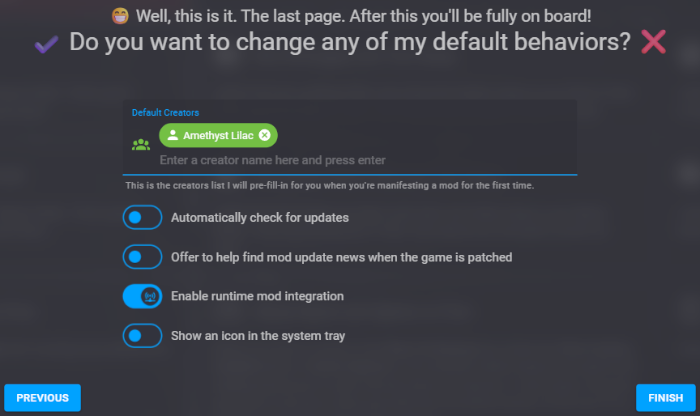 Well, this is it. The last page. After this you'll be fully on board!
Do you want to change any of my default behaviors?
Default Creators
Amethyst Lilac
Enter a creator name here and press enter
This is the creators list I will pre-fill-in for you when you're manifesting a mod for the first time.
Automatically check for updates
Offer to help find mod update news when the game is patched
Enable runtime mod integration
Show an icon in the system tray
PREVIOUS
FINISH